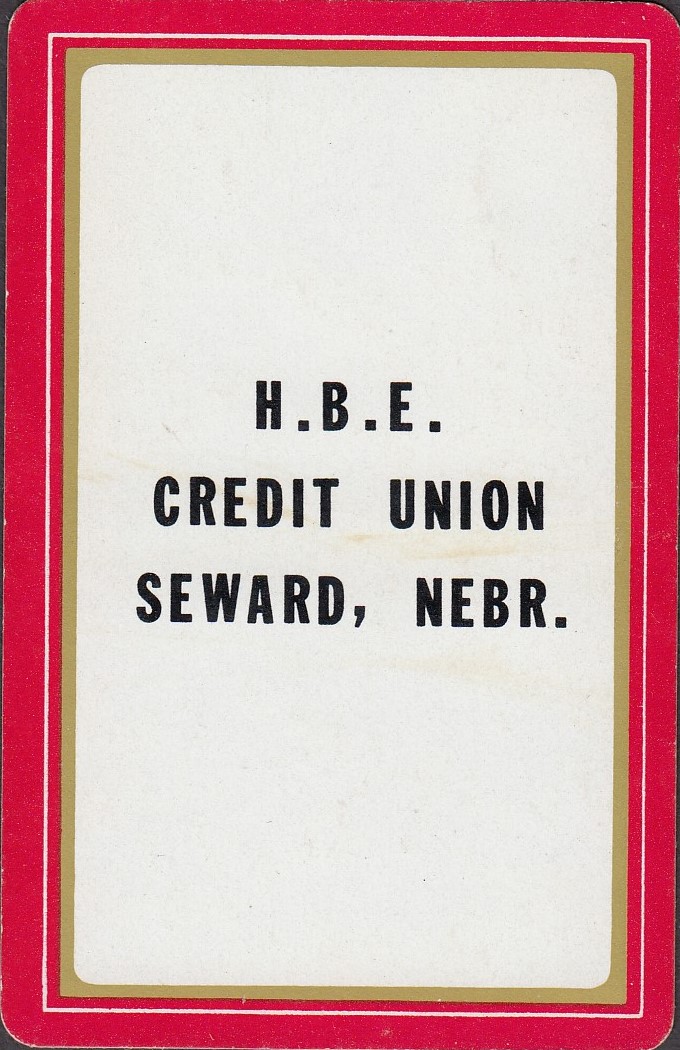 H.B.E.
CREDIT UNION
SEWARD, NEBR.